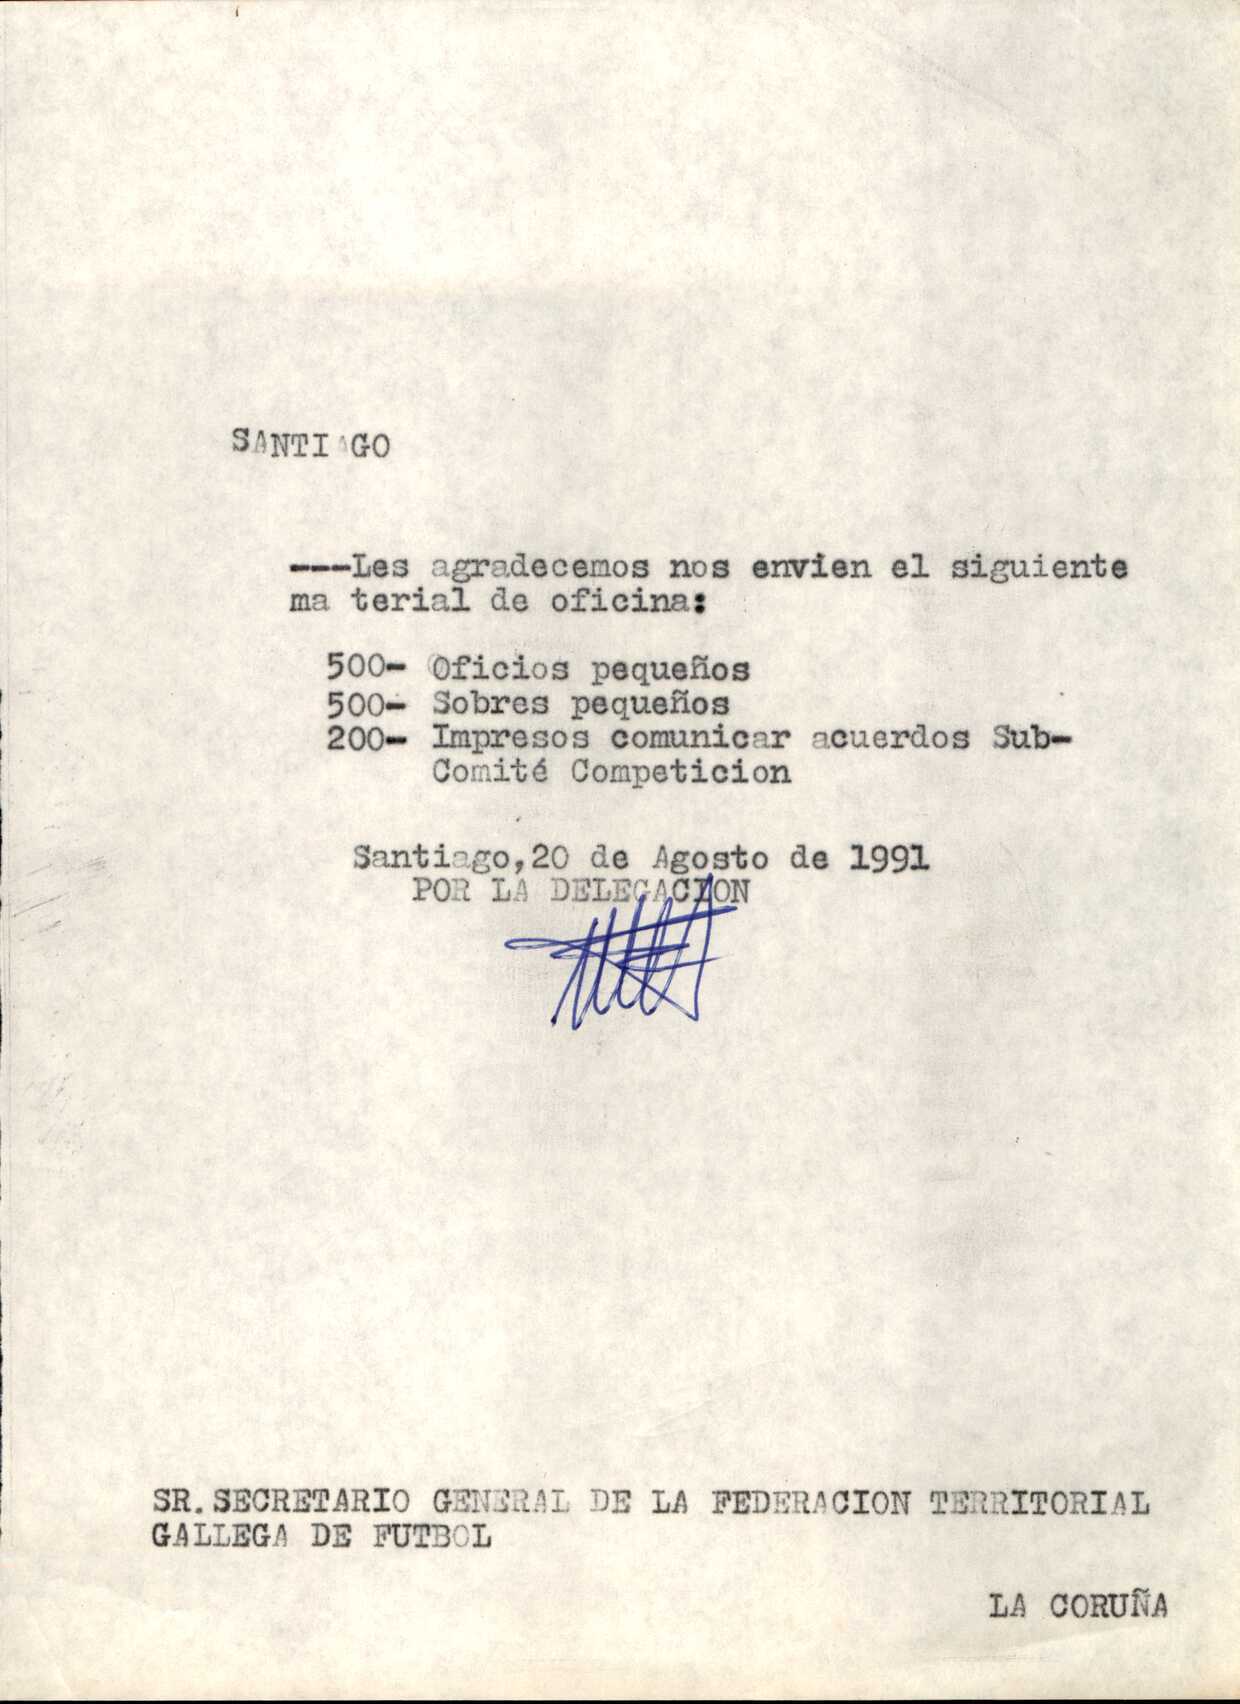 SANTIAGO
---Les agradecemos nos envien el siguiente
ma terial de oficina:
500- Oficios pequeños
500- Sobres pequeños
200- Impresos comunicar acuerdos Sub-
Comité Competicion
Santiago,20 de Agosto de 1991
POR LA DELEGACION
SR.SECRETARIO GENERAL DE LA FEDERACION TERRITORIAL
GALLEGA DE FUTBOL
LA CORUÑA